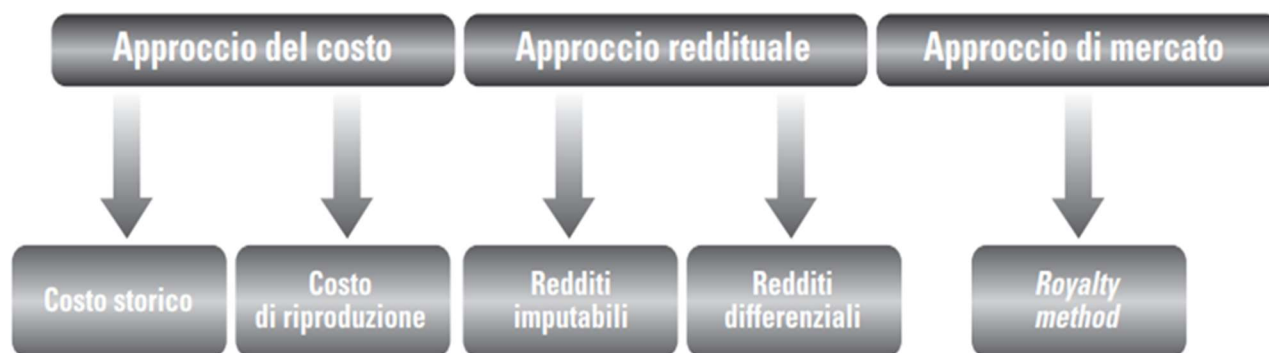 Approccio del costo
Approccio reddituale
Approccio di mercato
Costo storico
Costo
di riproduzione
Redditi
imputabili
Redditi
differenziali
Royalty
method